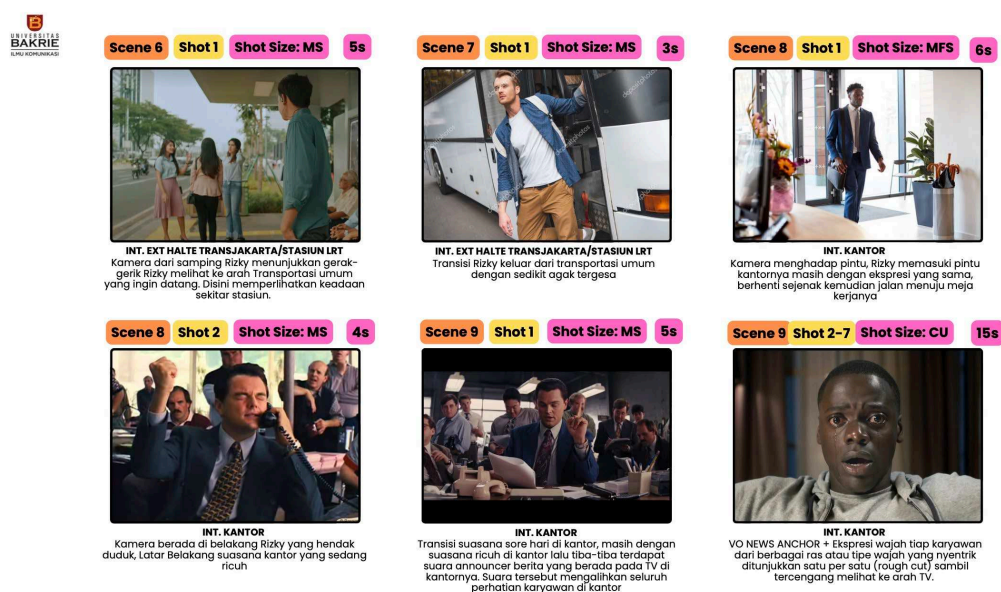 UNIVERSITAS
BAKRIE
ILMU KOMUNIKASI
Scene 6 Shot 1 Shot Size: MS 5s
INT. EXT HALTE TRANSJAKARTA/STASIUN LRT
Kamera dari samping Rizky menunjukkan gerak-
gerik Rizky melihat ke arah Transportasi umum
yang ingin datang. Disini memperlihatkan keadaan
sekitar stasiun.
Scene 7 Shot 1 Shot Size: MS 3s
depositphotos
depositphotos
depositphotos
INT. EXT HALTE TRANSJAKARTA/STASIUN LRT
Transisi Rizky keluar dari transportasi umum
dengan sedikit agak tergesa
Scene 8 Shot 1 Shot Size: MFS 6s
INT. KANTOR
Kamera menghadap pintu, Rizky memasuki pintu
kantornya masih dengan ekspresi yang sama,
berhenti sejenak kemudian jalan menuju meja
kerjanya
Scene 8 Shot 2 Shot Size: MS 4s
INT. KANTOR
Kamera berada di belakang Rizky yang hendak
duduk, Latar Belakang suasana kantor yang sedang
ricuh
Scene 9 Shot 1 Shot Size: MS 5s
INT. KANTOR
Transisi suasana sore hari di kantor, masih dengan
suasana ricuh di kantor lalu tiba-tiba terdapat
suara announcer berita yang berada pada TV di
kantornya. Suara tersebut mengalihkan seluruh
perhatian karyawan di kantor
Scene 9 Shot 2-7 Shot Size: CU 15s
INT. KANTOR
VO NEWS ANCHOR + Ekspresi wajah tiap karyawan
dari berbagai ras atau tipe wajah yang nyentrik
ditunjukkan satu per satu (rough cut) sambil
tercengang melihat ke arah TV.